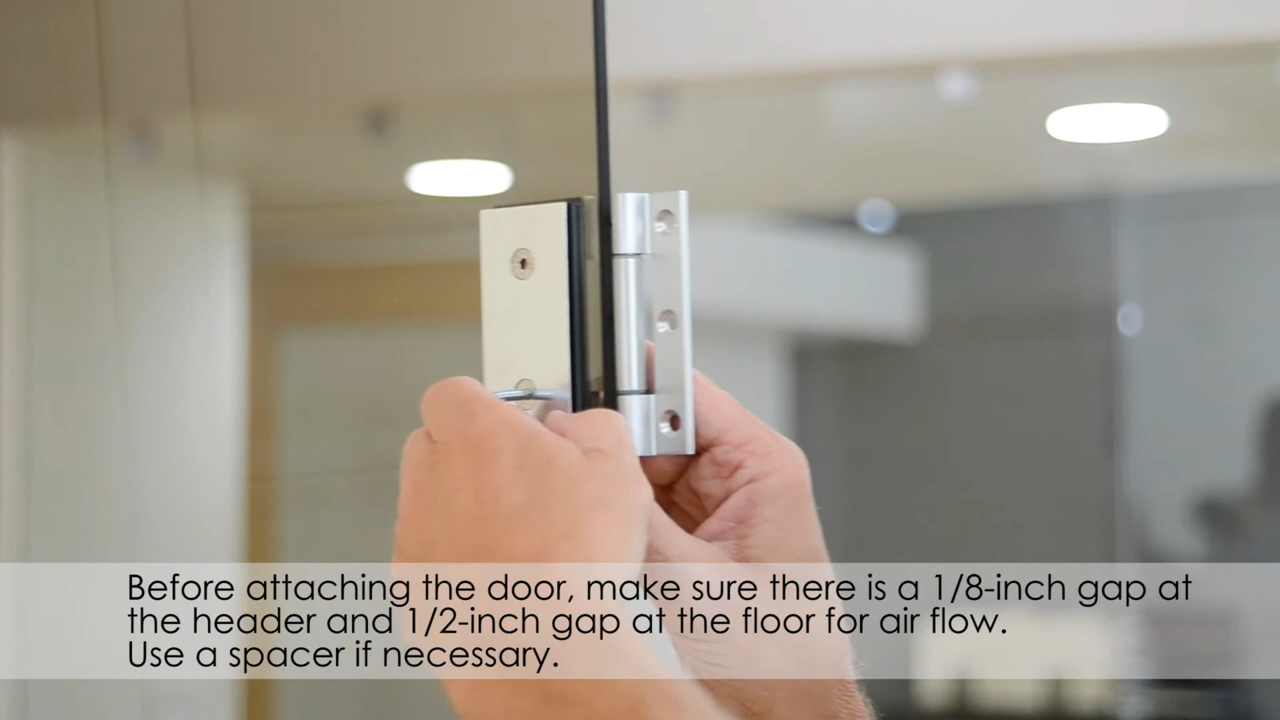 Before attaching the door, make sure there is a 1/8-inch gap at
the header and 1/2-inch gap at the floor for air flow.
Use a spacer if necessary.